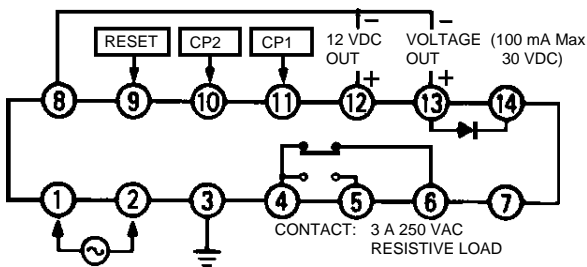 RESET CP2 CP1 12 VDC OUT VOLTAGE OUT (100 mA Max 30 VDC)
− −
+ +
8 9 10 11 12 13 14
1 2 3 4 5 6 7
CONTACT: 3 A 250 VAC
RESISTIVE LOAD